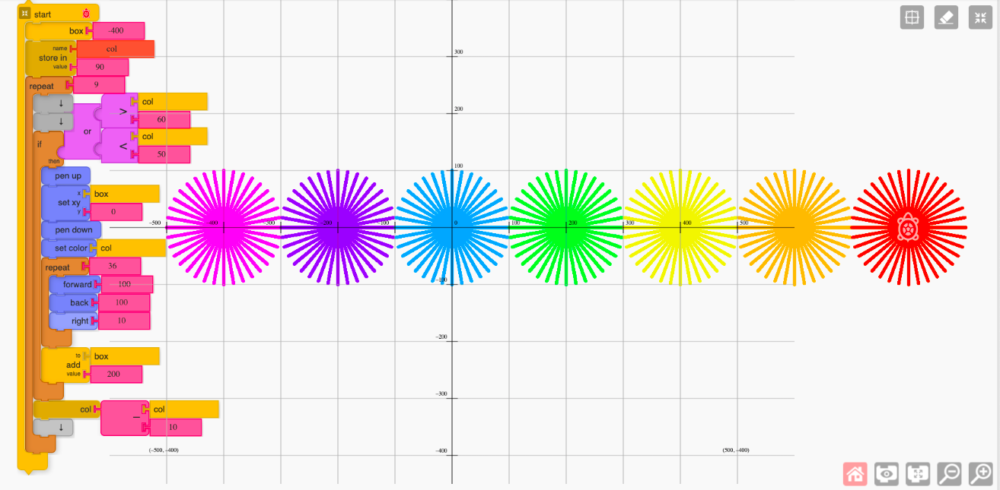 start
box -400
name col
store in
value 90
repeat 9
↓ col
> 60
↓ or
if col
< 50
then
pen up
x box
set xy
y 0
pen down
set color col
repeat 36
forward 100
back 100
right 10
to box
add
value 200
col − col
10
↓
300
200
100
-500 -400 300 200 -100 0 100 200 300 400 500
−100
−200
−300
−400
(−500, −400) (500, −400)